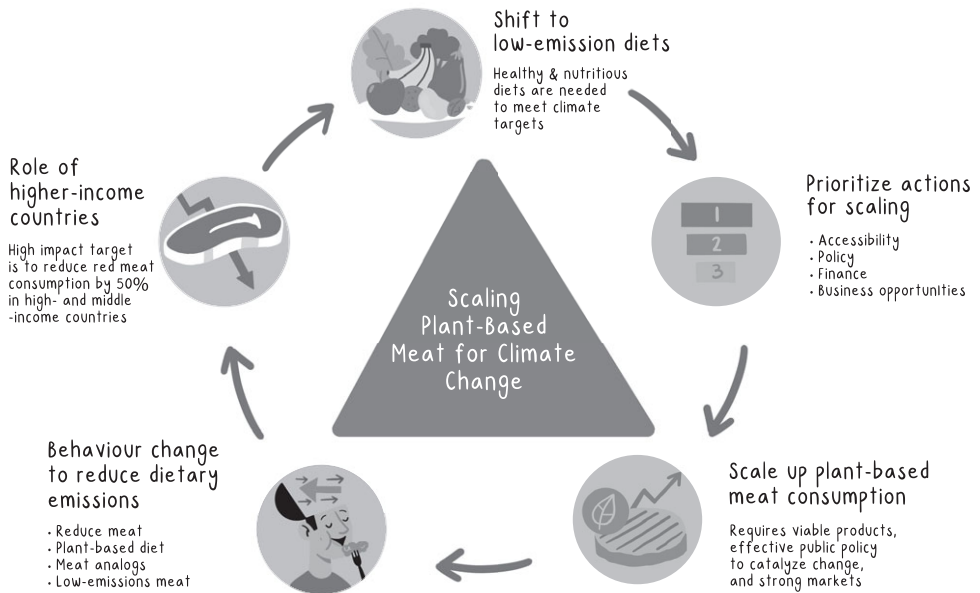 Shift to
low-emission diets
Healthy & nutritious
diets are needed
to meet climate
targets
Prioritize actions
for scaling
· Accessibility
· Policy
· Finance
· Business opportunities
1
2
3
Scale up plant-based
meat consumption
Requires viable products,
effective public policy
to catalyze change,
and strong markets
Behaviour change
to reduce dietary
emissions
· Reduce meat
· Plant-based diet
· Meat analogs
· Low-emissions meat
Role of
higher-income
countries
High impact target
is to reduce red meat
consumption by 50%
in high- and middle
-income countries
Scaling
Plant-Based
Meat for Climate
Change